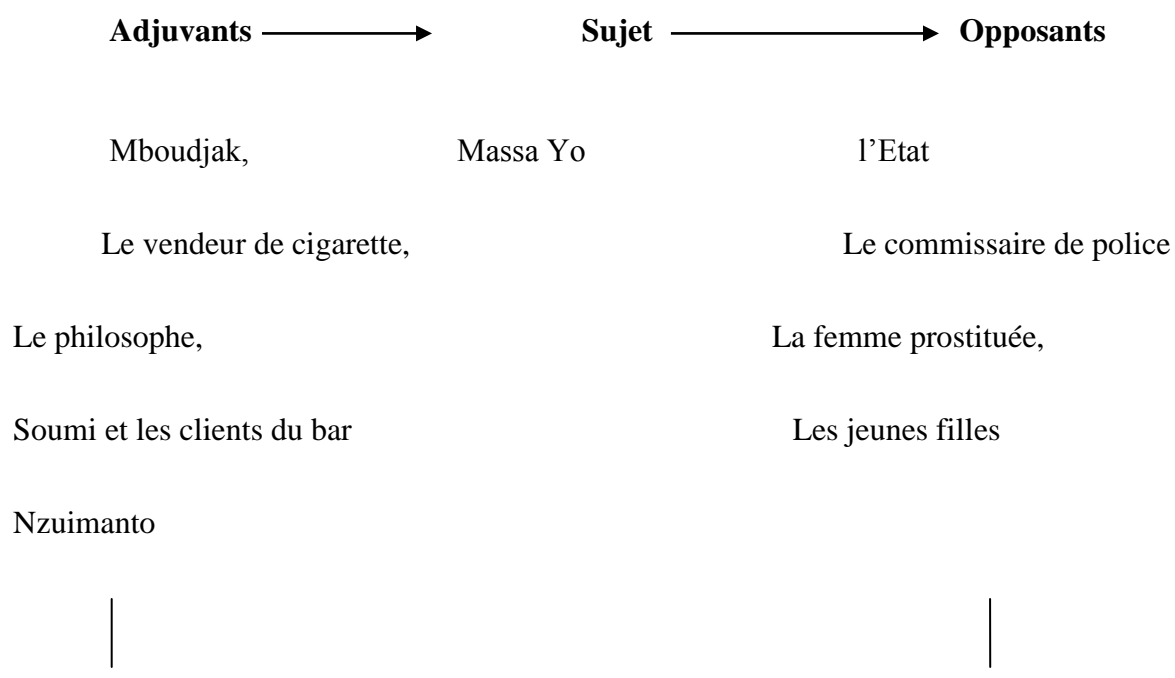 Adjuvants Sujet Opposants
Mboudjak, Massa Yo l’Etat
Le vendeur de cigarette, Le commissaire de police
Le philosophe, La femme prostituée,
Soumi et les clients du bar Les jeunes filles
Nzuimanto